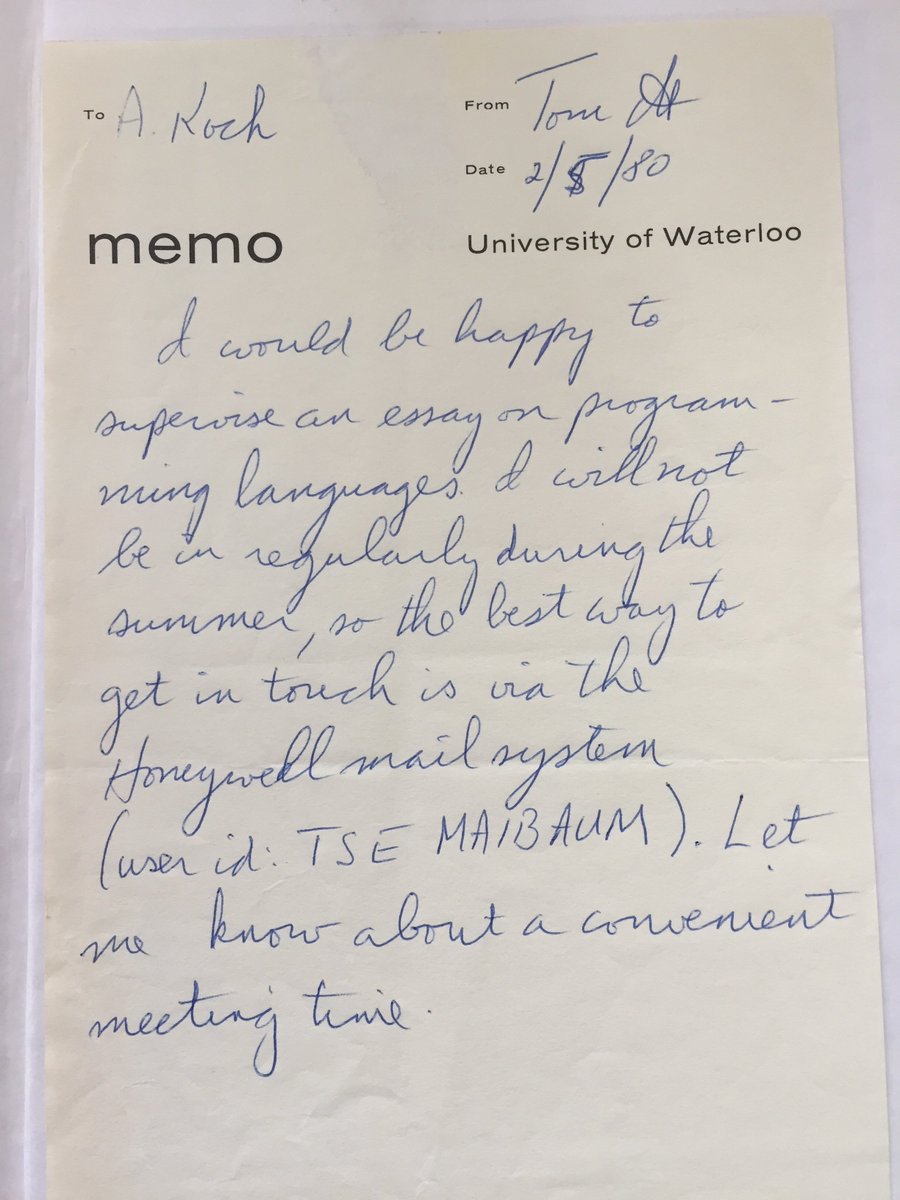 To A. Koch
From Tom
Date 2/5/80
memo
University of Waterloo
I would be happy to
supervise an essay on program-
ming languages. I will not
be in regularly during the
summer, so the best way to
get in touch is via the
Honeywell mail system
(user id: TSE MAIBAUM). Let
me know about a convenient
meeting time.